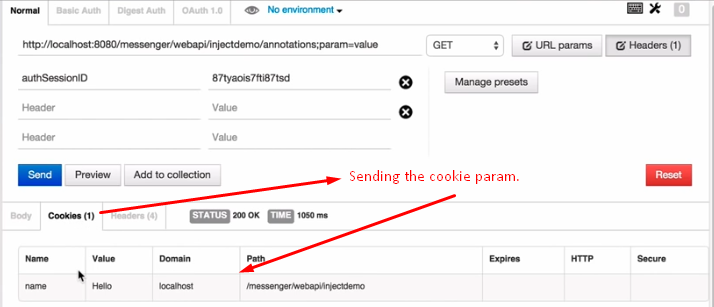 Normal Basic Auth Digest Auth OAuth 1.0 No environment 0
http://localhost:8080/messenger/webapi/injectdemo/annotations;param=value GET URL params Headers (1)
authSessionID 87tyaois7fti87tsd Manage presets
Header Value
Header Value
Send Preview Add to collection Sending the cookie param. Reset
Body Cookies (1) Headers (4) STATUS 200 OK TIME 1050 ms
Name Value Domain Path Expires HTTP Secure
name Hello localhost /messenger/webapi/injectdemo